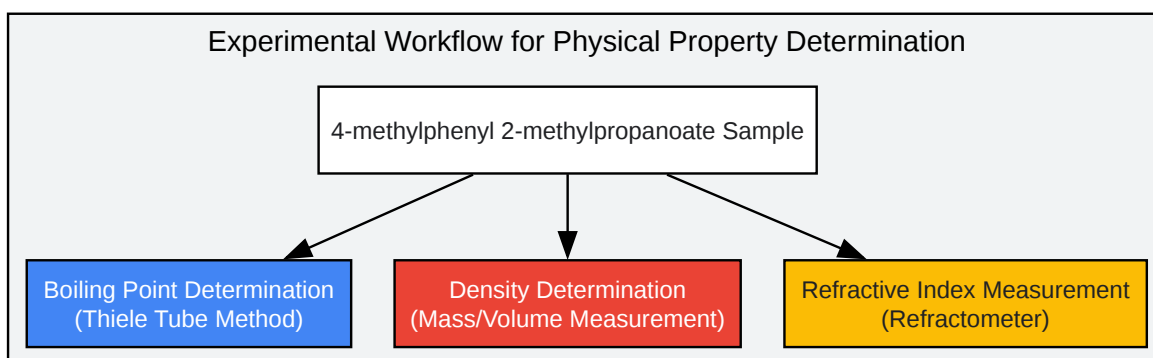 Experimental Workflow for Physical Property Determination
4-methylphenyl 2-methylpropanoate Sample
Boiling Point Determination
(Thiele Tube Method)
Density Determination
(Mass/Volume Measurement)
Refractive Index Measurement
(Refractometer)